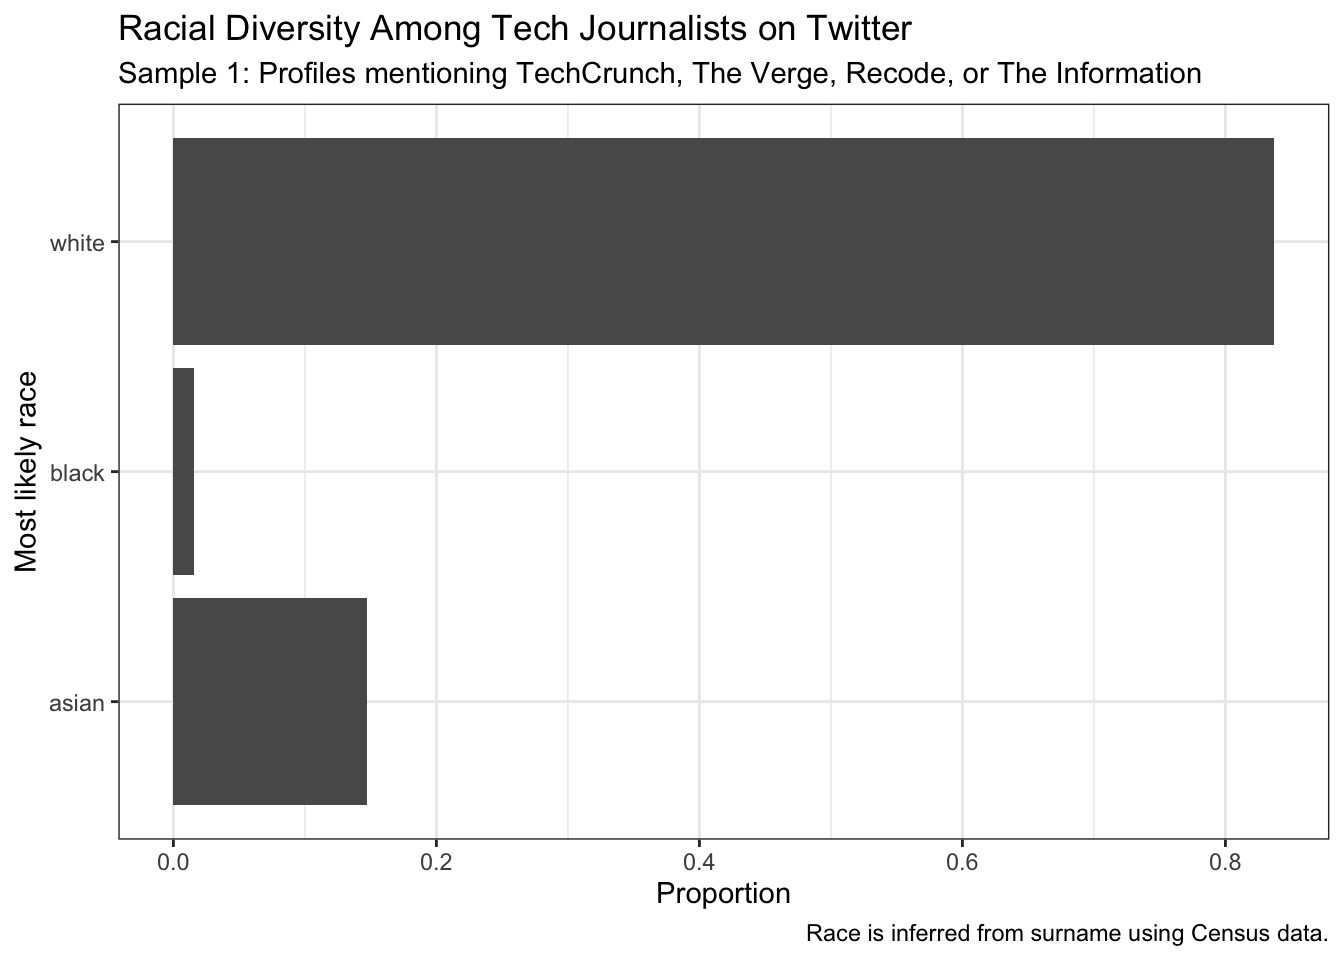 Racial Diversity Among Tech Journalists on Twitter
Sample 1: Profiles mentioning TechCrunch, The Verge, Recode, or The Information
Most likely race
white
black
asian
0.0 0.2 0.4 0.6 0.8
Proportion
Race is inferred from surname using Census data.